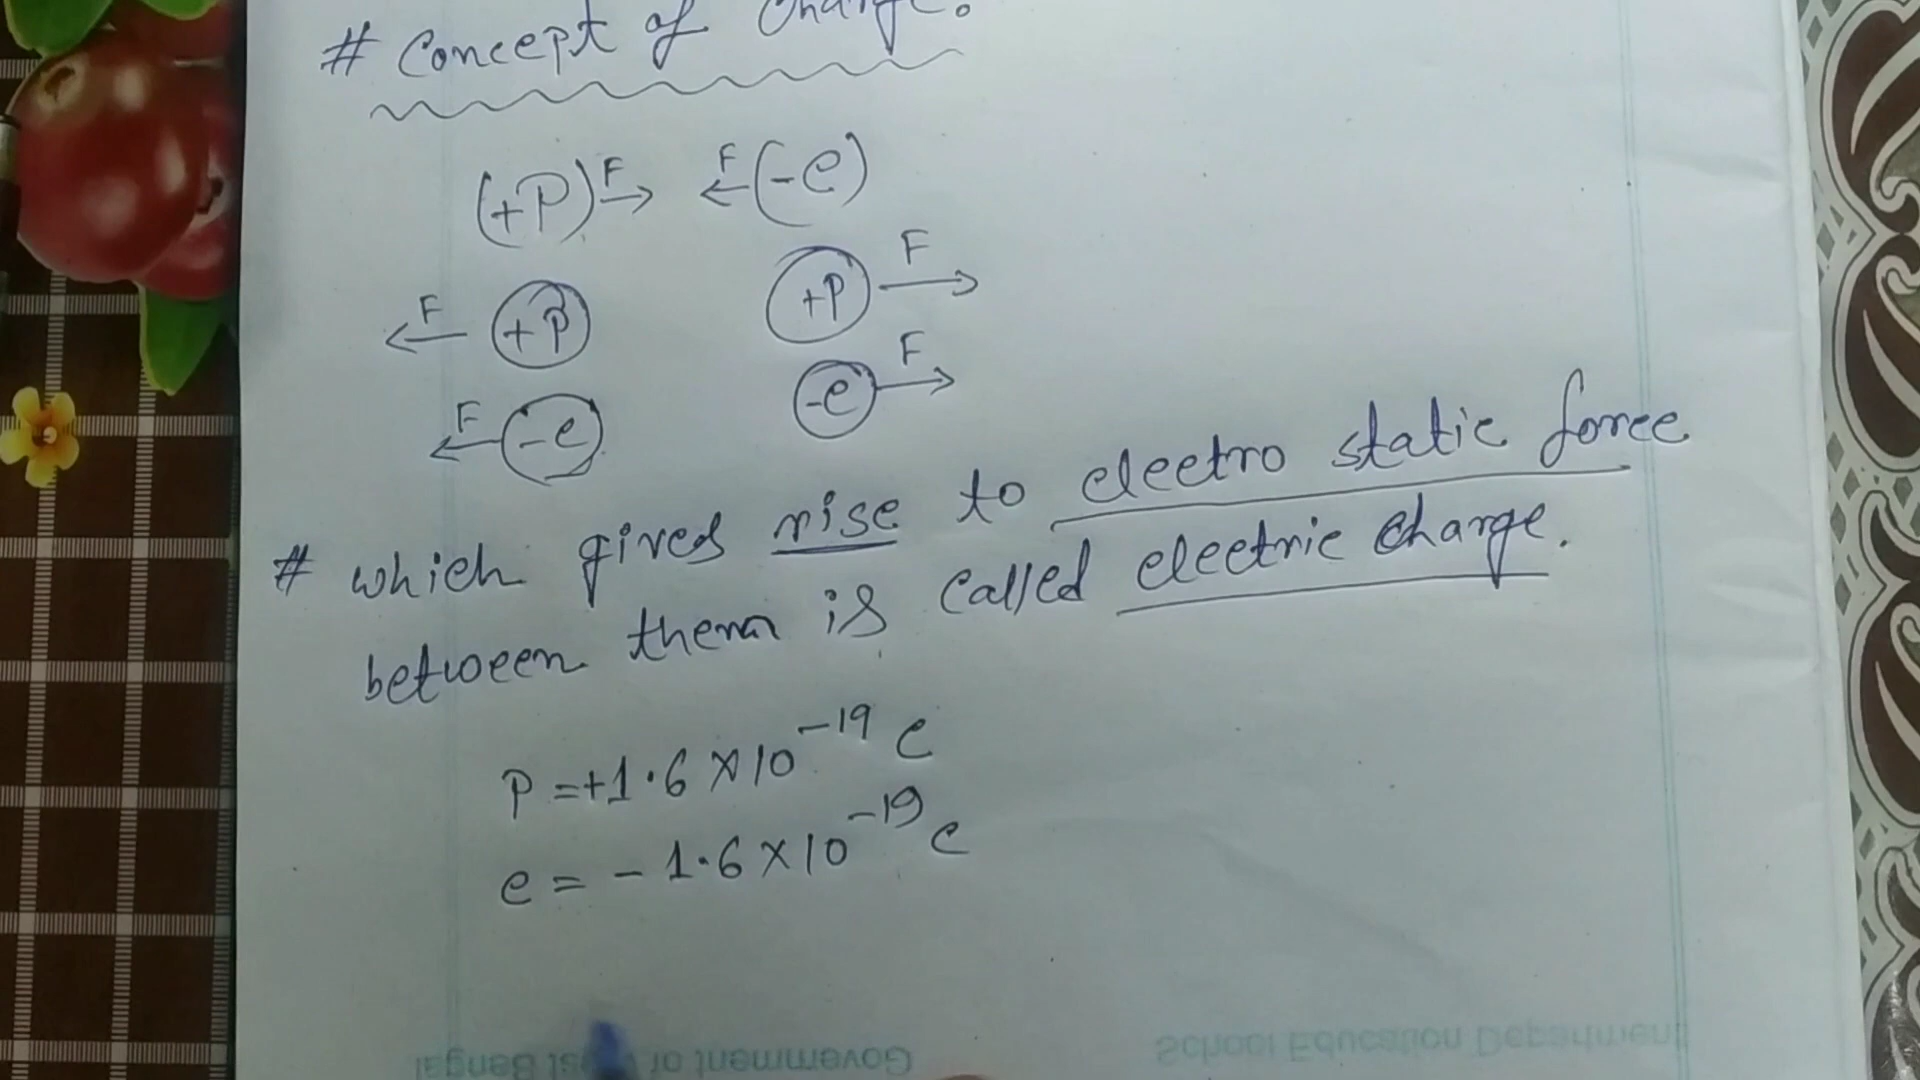 # Concept of Charge.
(+P) F → ← F (-e)
← F (+P) (+P) F →
← F (-e) (-e) F →
# which gives rise to electro static force
between them is called electric charge.
P = +1.6 × 10⁻¹⁹ C
e = - 1.6 × 10⁻¹⁹ C
Government of West Bengal School Education Department